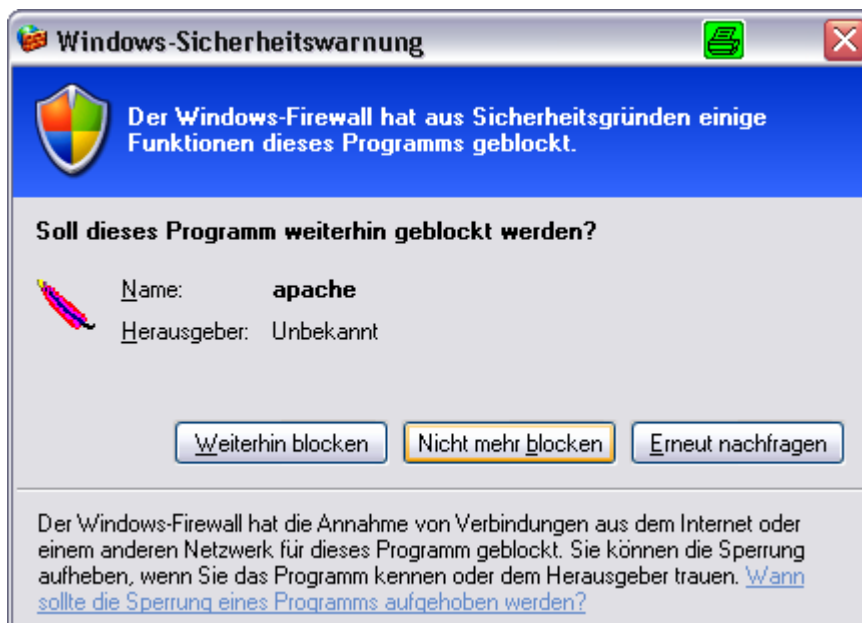 Windows-Sicherheitswarnung
Der Windows-Firewall hat aus Sicherheitsgründen einige
Funktionen dieses Programms geblockt.
Soll dieses Programm weiterhin geblockt werden?
Name: apache
Herausgeber: Unbekannt
Weiterhin blocken Nicht mehr blocken Erneut nachfragen
Der Windows-Firewall hat die Annahme von Verbindungen aus dem Internet oder
einem anderen Netzwerk für dieses Programm geblockt. Sie können die Sperrung
aufheben, wenn Sie das Programm kennen oder dem Herausgeber trauen. Wann
sollte die Sperrung eines Programms aufgehoben werden?